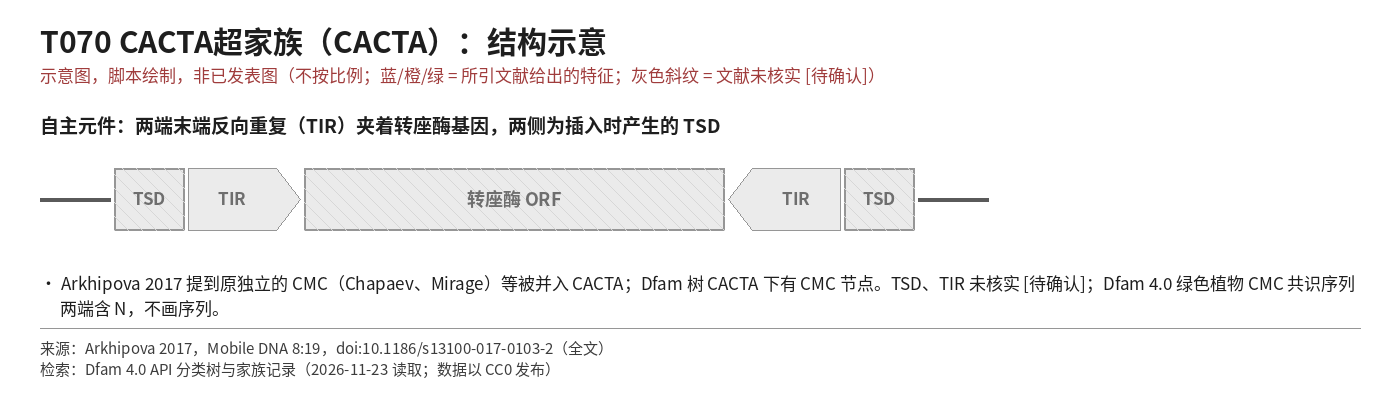 T070 CACTA超家族（CACTA）：结构示意
示意图，脚本绘制，非已发表图（不按比例；蓝/橙/绿 = 所引文献给出的特征；灰色斜纹 = 文献未核实 [待确认]）
自主元件：两端末端反向重复（TIR）夹着转座酶基因，两侧为插入时产生的 TSD
TSD TIR 转座酶 ORF TIR TSD
· Arkhipova 2017 提到原独立的 CMC（Chapaev、Mirage）等被并入 CACTA；Dfam 树 CACTA 下有 CMC 节点。TSD、TIR 未核实 [待确认]；Dfam 4.0 绿色植物 CMC 共识序列
两端含 N，不画序列。
来源：Arkhipova 2017，Mobile DNA 8:19，doi:10.1186/s13100-017-0103-2（全文）
检索：Dfam 4.0 API 分类树与家族记录（2026-11-23 读取；数据以 CC0 发布）